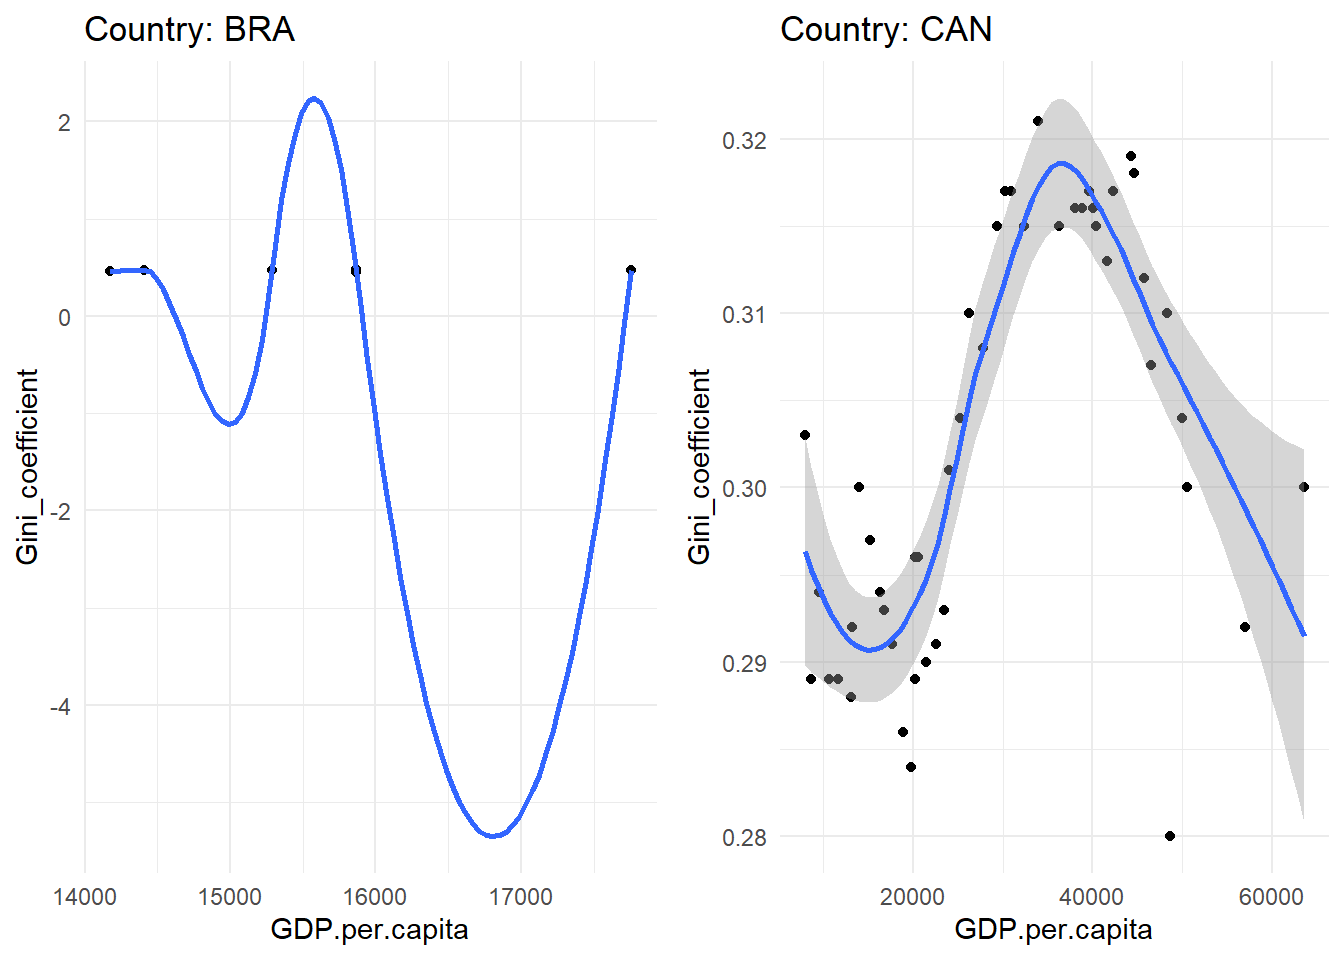 Country: BRA
Gini_coefficient
2
0
-2
-4
14000
15000
16000
17000
GDP.per.capita
Country: CAN
Gini_coefficient
0.32
0.31
0.30
0.29
0.28
20000
40000
60000
GDP.per.capita